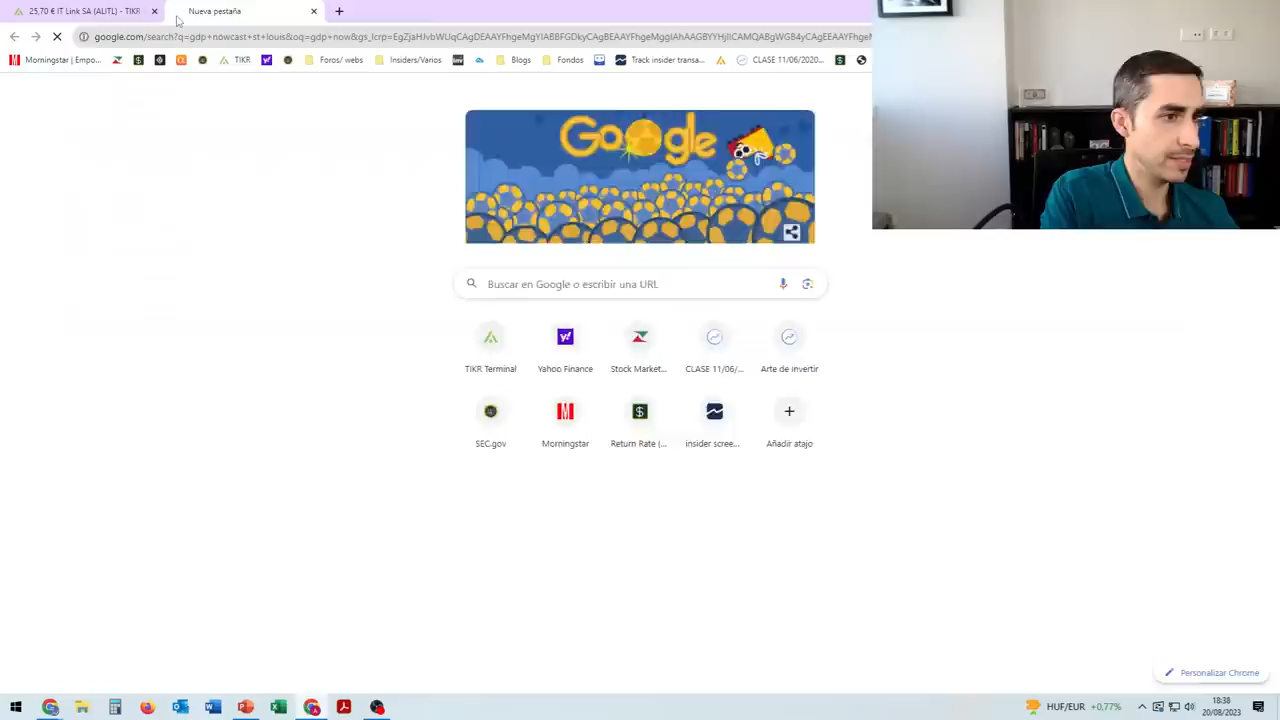 25,70 € IT Link SA (ALITL) - TIKR
Nueva pestaña
google.com/search?q=gdp+nowcast+st+louis&oq=gdp+now&gs_lcrp=
Morningstar | Empo...
TIKR
Foros/ webs
Insiders/Varios
Blogs
Fondos
Track insider transa...
CLASE 11/06/2020...
Google
Buscar en Google o escribir una URL
TIKR Terminal
Yahoo Finance
Stock Market...
CLASE 11/06/...
Arte de invertir
SEC.gov
Morningstar
Return Rate (...
insider scree...
Añadir atajo
Personalizar Chrome
HUF/EUR +0,77%
18:38
20/08/2023